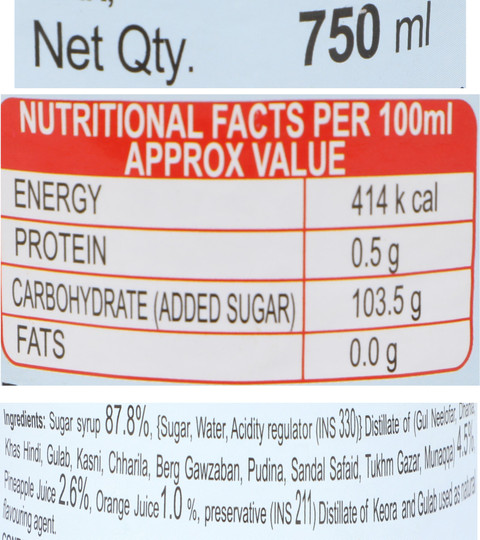 Net Qty. 750 ml
NUTRITIONAL FACTS PER 100ml
APPROX VALUE
ENERGY 414 k cal
PROTEIN 0.5 g
CARBOHYDRATE (ADDED SUGAR) 103.5 g
FATS 0.0 g
Ingredients: Sugar syrup 87.8%, {Sugar, Water, Acidity regulator (INS 330)} Distillate of (Gul Neelofar, Dhania,
Khas Hindi, Gulab, Kasni, Chharila, Berg Gawzaban, Pudina, Sandal Safaid, Tukhm Gazar, Munaqqa) 4.5%,
Pineapple Juice 2.6%, Orange Juice 1.0 %, preservative (INS 211) Distillate of Keora and Gulab used as natural
flavouring agent.